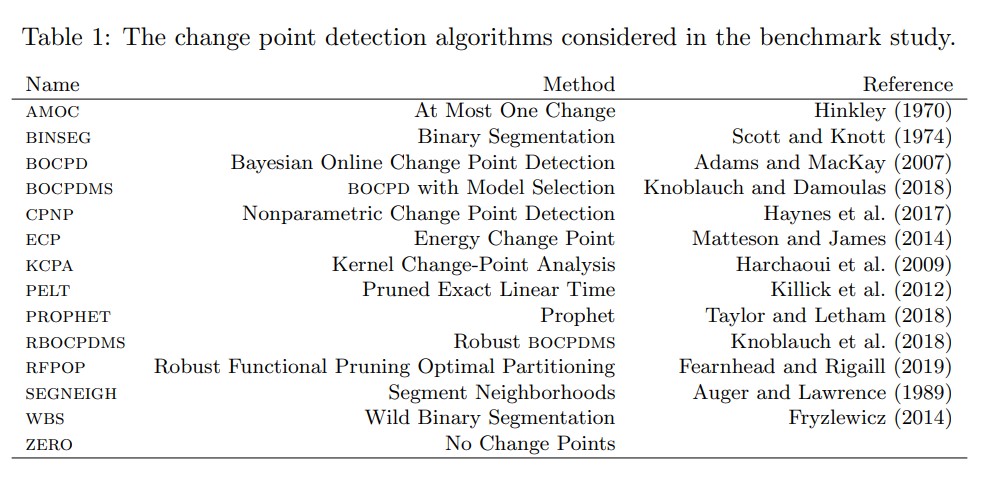 Table 1: The change point detection algorithms considered in the benchmark study.
Name Method Reference
AMOC At Most One Change Hinkley (1970)
BINSEG Binary Segmentation Scott and Knott (1974)
BOCPD Bayesian Online Change Point Detection Adams and MacKay (2007)
BOCPDMS BOCPD with Model Selection Knoblauch and Damoulas (2018)
CPNP Nonparametric Change Point Detection Haynes et al. (2017)
ECP Energy Change Point Matteson and James (2014)
KCPA Kernel Change-Point Analysis Harchaoui et al. (2009)
PELT Pruned Exact Linear Time Killick et al. (2012)
PROPHET Prophet Taylor and Letham (2018)
RBOCPDMS Robust BOCPDMS Knoblauch et al. (2018)
RFPOP Robust Functional Pruning Optimal Partitioning Fearnhead and Rigaill (2019)
SEGNEIGH Segment Neighborhoods Auger and Lawrence (1989)
WBS Wild Binary Segmentation Fryzlewicz (2014)
ZERO No Change Points